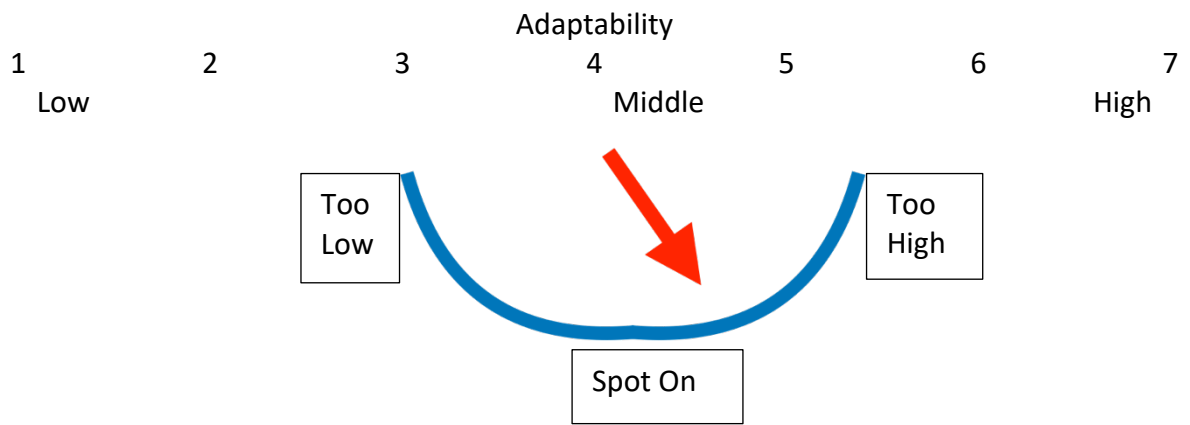 Adaptability
1 2 3 4 5 6 7
Low Middle High
Too
Low
Too
High
Spot On